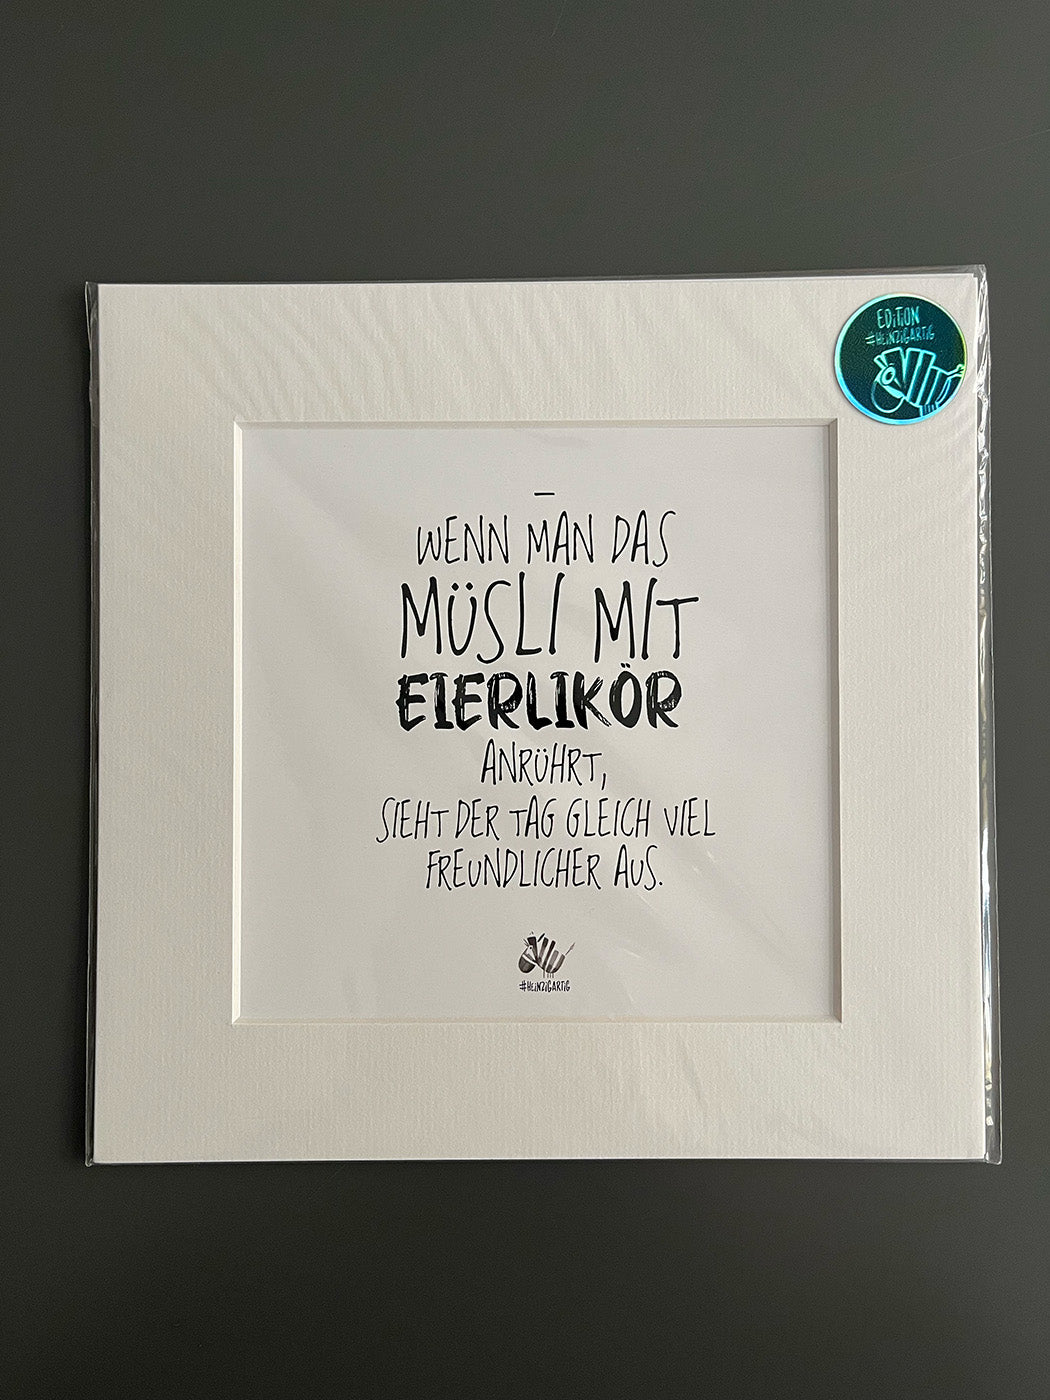 EDITION
#HEINZIGARTIG
WENN MAN DAS
MÜSLI MIT
EIERLIKÖR
ANRÜHRT,
SIEHT DER TAG GLEICH VIEL
FREUNDLICHER AUS.
#HEINZIGARTIG